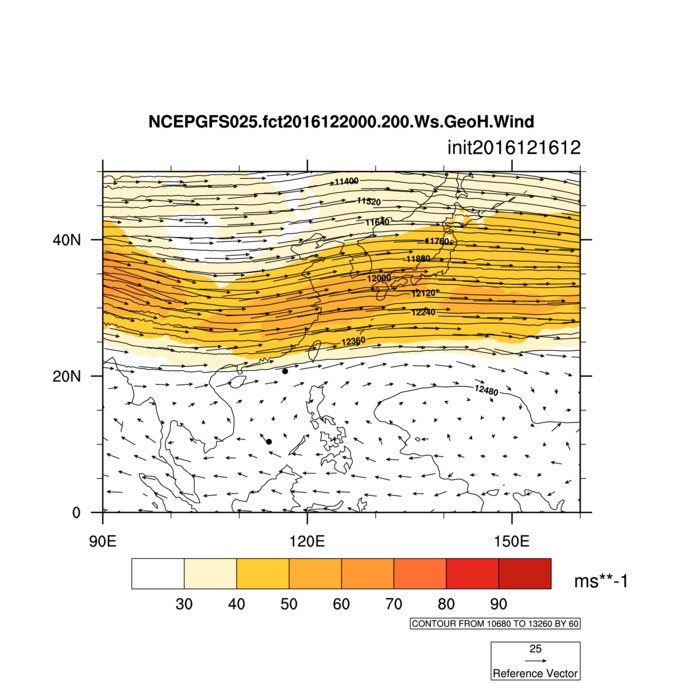 NCEPGFS025.fct2016122000.200.Ws.GeoH.Wind
init2016121612
11400
11520
11640
40N
11760
11880
12000
12120
12240
12360
20N
12480
0
90E 120E 150E
30 40 50 60 70 80 90
ms**-1
CONTOUR FROM 10680 TO 13260 BY 60
25
Reference Vector